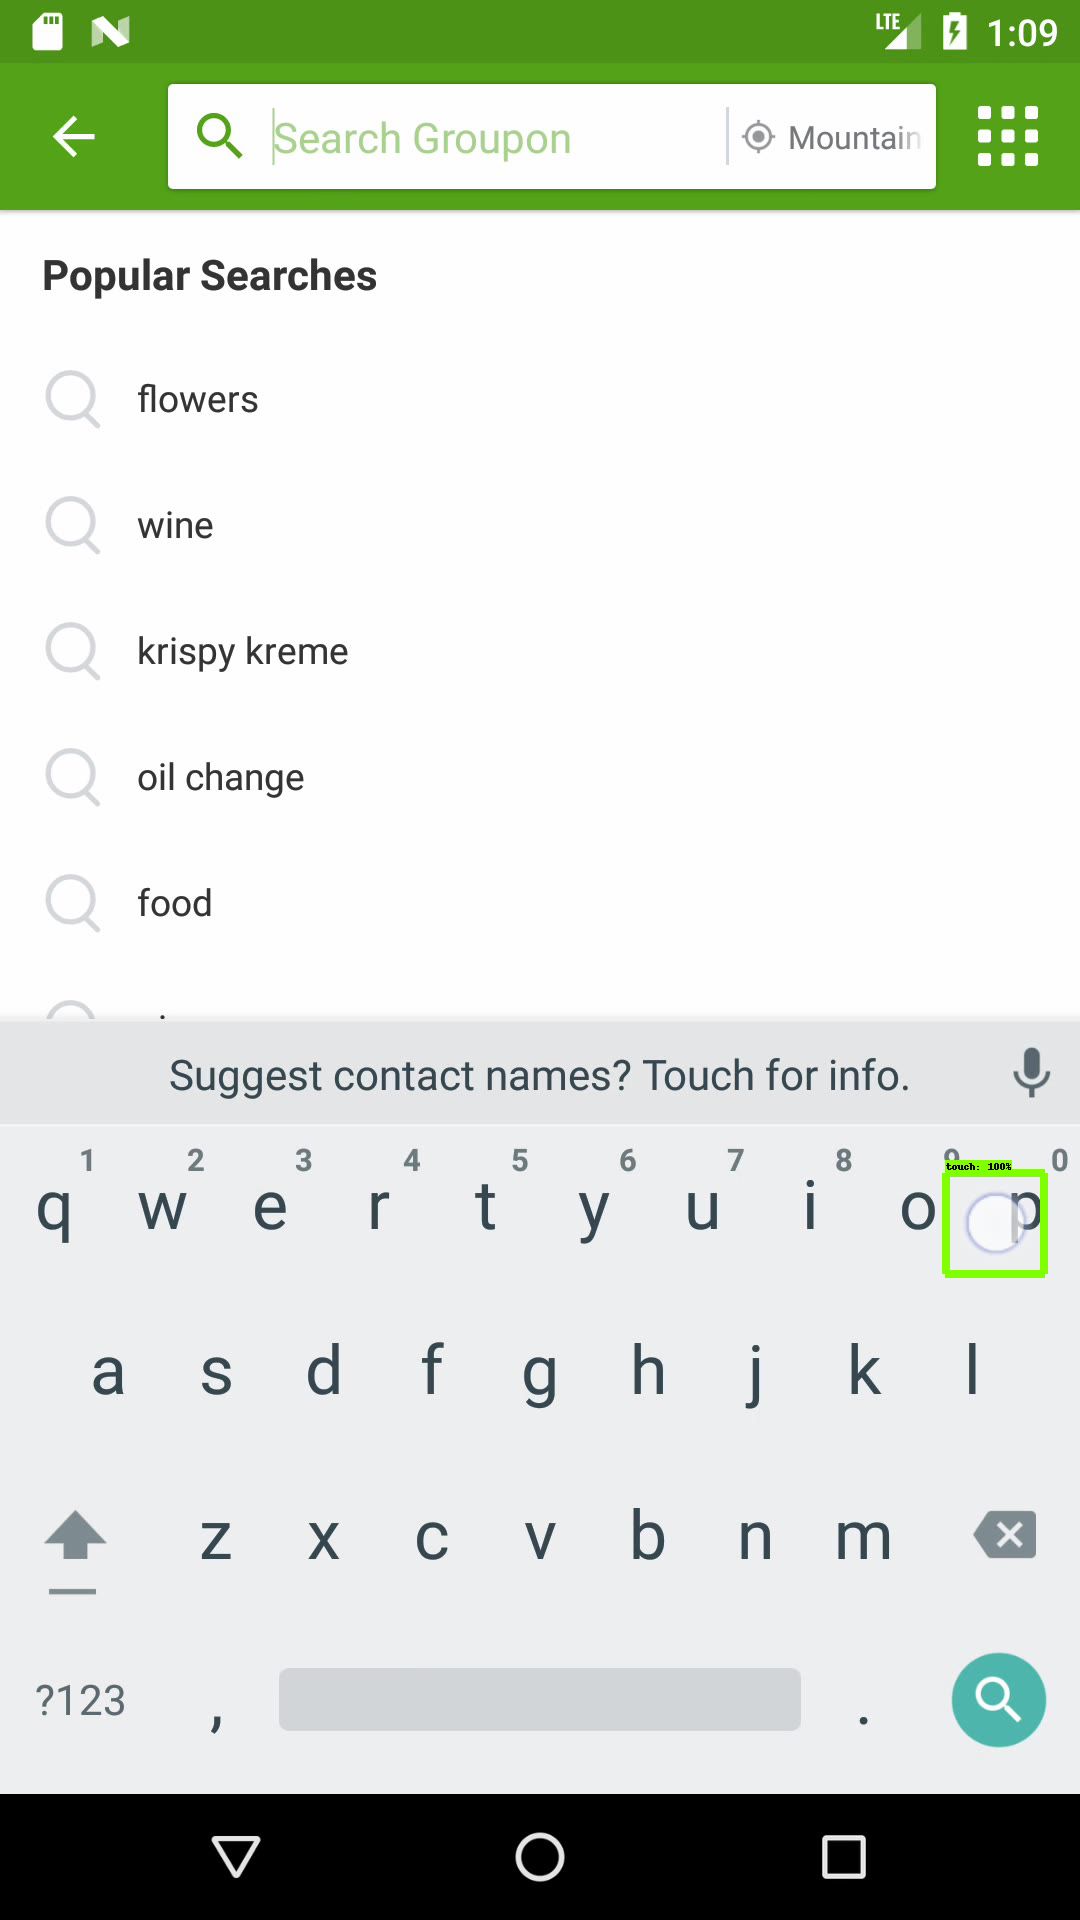 LTE 1:09
Search Groupon Mountain
Popular Searches
flowers
wine
krispy kreme
oil change
food
Suggest contact names? Touch for info.
1 2 3 4 5 6 7 8 9 0
q w e r t y u i o p
touch: 100%
a s d f g h j k l
z x c v b n m
?123 , .